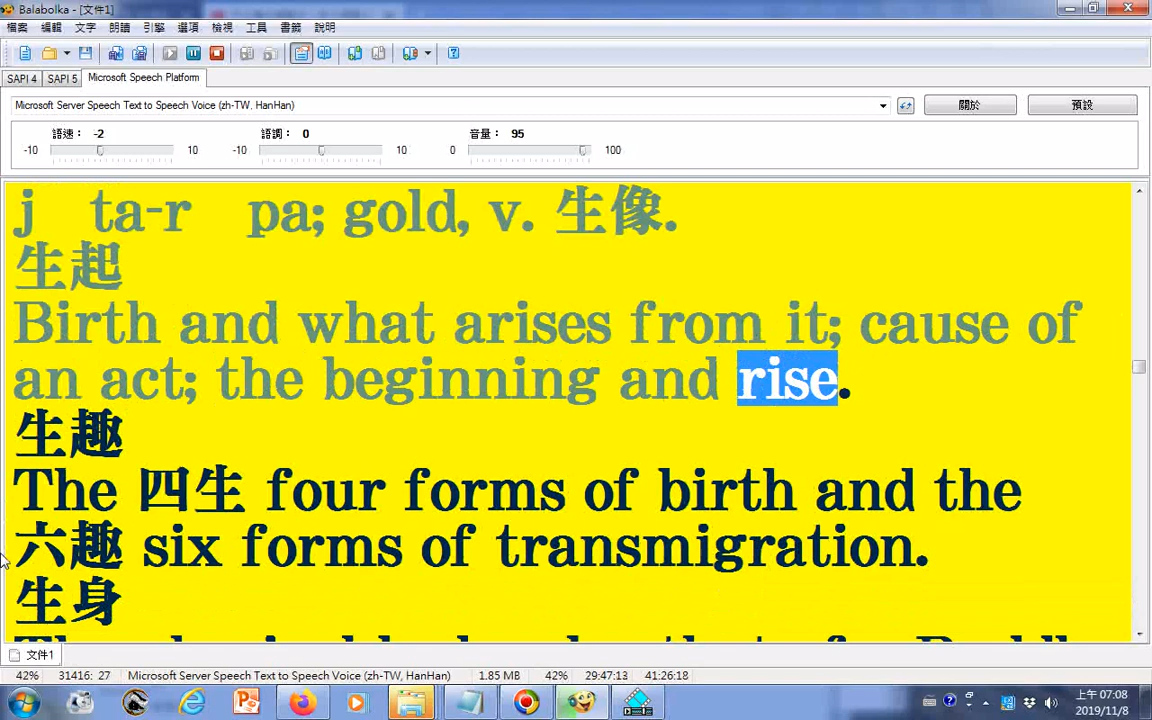 Balabolka - [文件1]
檔案 編輯 文字 朗讀 引擎 選項 檢視 工具 書籤 說明
SAPI 4 SAPI 5 Microsoft Speech Platform
Microsoft Server Speech Text to Speech Voice (zh-TW, HanHan) 關於 預設
語速： -2 語調： 0 音量： 95
-10 10 -10 10 0 100
j ta-r pa; gold, v. 生像.
生起
Birth and what arises from it; cause of
an act; the beginning and rise.
生趣
The 四生 four forms of birth and the
六趣 six forms of transmigration.
生身
文件1
42% 31416: 27 Microsoft Server Speech Text to Speech Voice (zh-TW, HanHan) 1.85 MB 42% 29:47:13 41:26:18
上午 07:08
2019/11/8